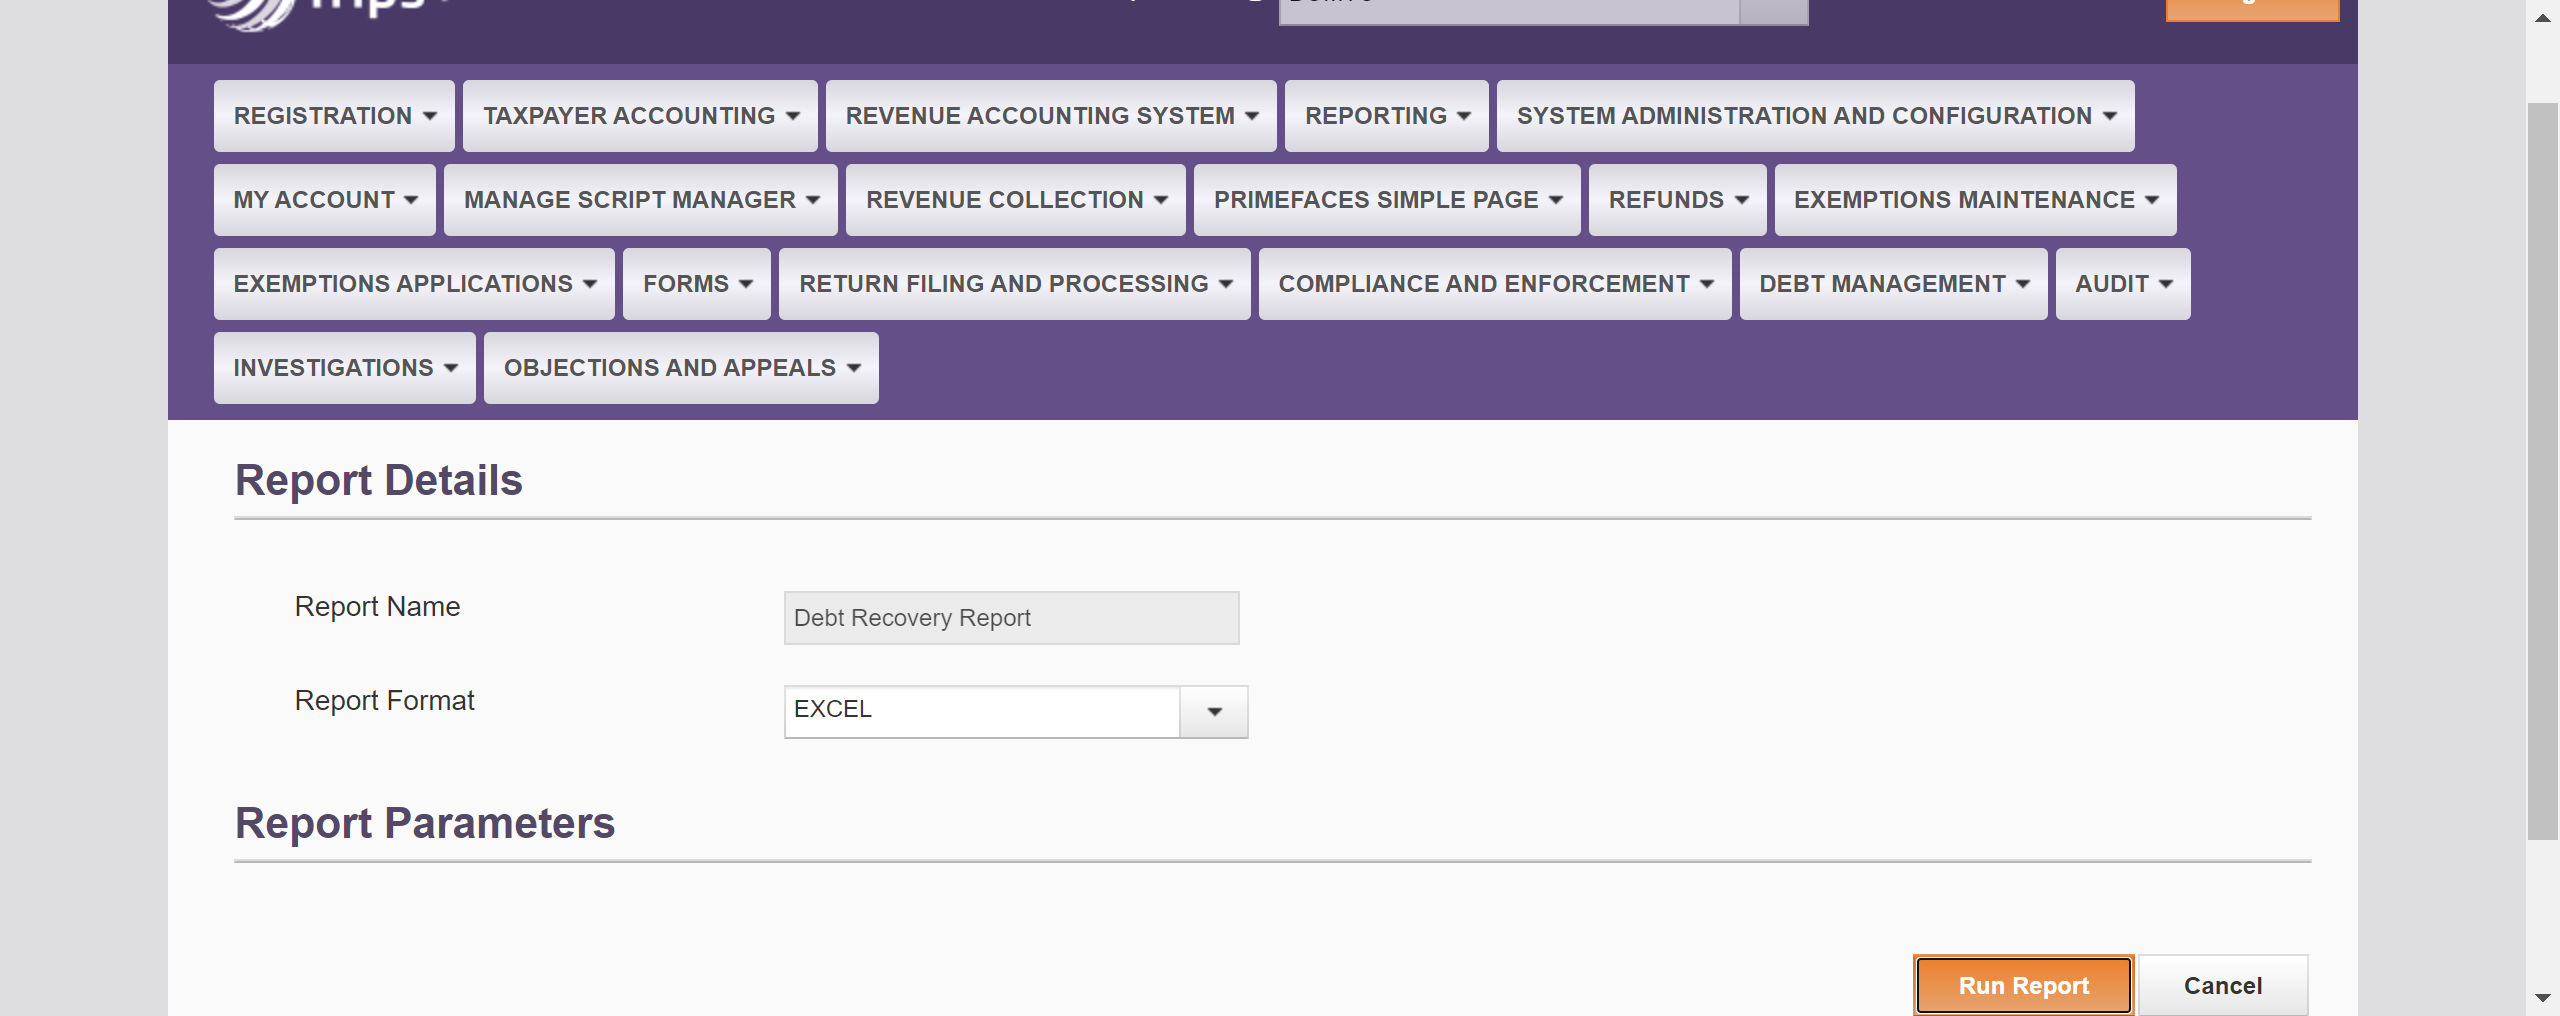 REGISTRATION TAXPAYER ACCOUNTING REVENUE ACCOUNTING SYSTEM REPORTING SYSTEM ADMINISTRATION AND CONFIGURATION
MY ACCOUNT MANAGE SCRIPT MANAGER REVENUE COLLECTION PRIMEFACES SIMPLE PAGE REFUNDS EXEMPTIONS MAINTENANCE
EXEMPTIONS APPLICATIONS FORMS RETURN FILING AND PROCESSING COMPLIANCE AND ENFORCEMENT DEBT MANAGEMENT AUDIT
INVESTIGATIONS OBJECTIONS AND APPEALS
Report Details
Report Name Debt Recovery Report
Report Format EXCEL
Report Parameters
Run Report Cancel